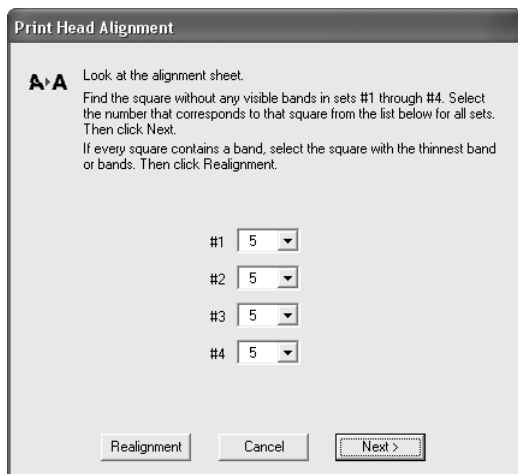 Print Head Alignment
A A
Look at the alignment sheet.
Find the square without any visible bands in sets #1 through #4. Select
the number that corresponds to that square from the list below for all sets.
Then click Next.
If every square contains a band, select the square with the thinnest band
or bands. Then click Realignment.
#1 5
#2 5
#3 5
#4 5
Realignment Cancel Next >